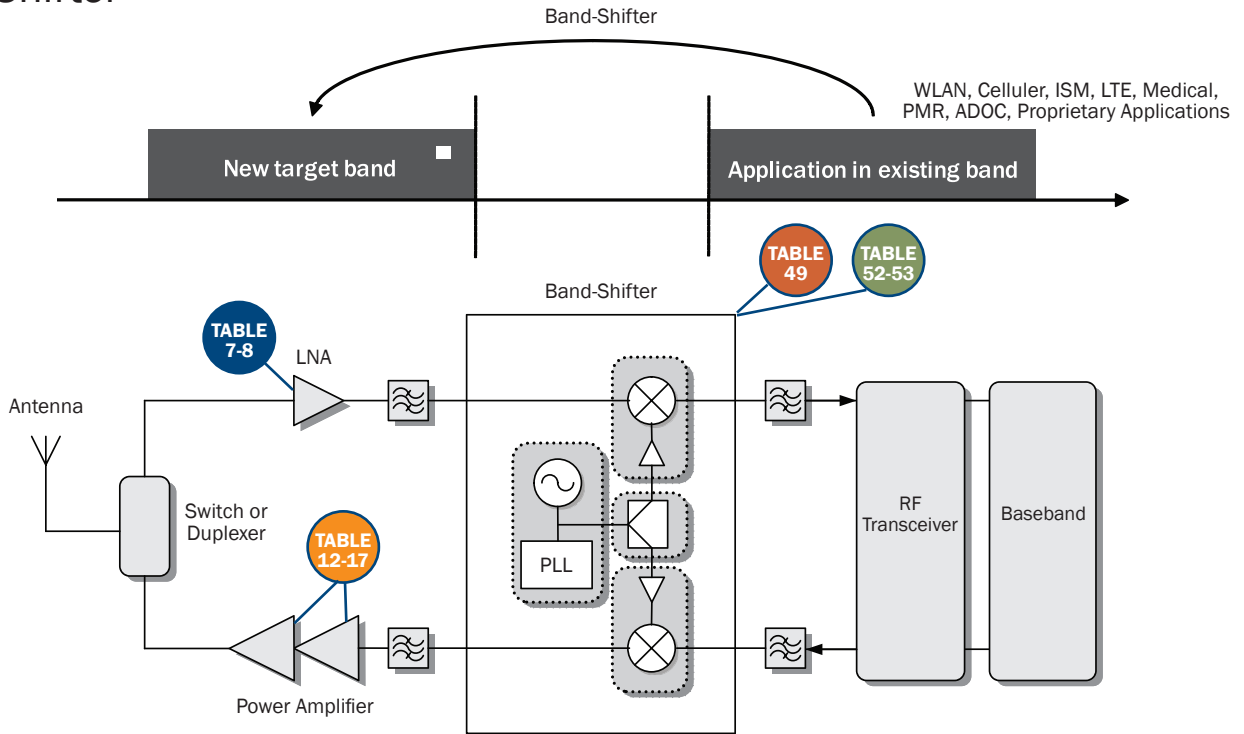 Band-Shifter
WLAN, Celluler, ISM, LTE, Medical,
PMR, ADOC, Proprietary Applications
New target band
Application in existing band
TABLE
49
TABLE
52-53
Band-Shifter
TABLE
7-8
LNA
Antenna
Switch or
Duplexer
TABLE
12-17
PLL
RF
Transceiver
Baseband
Power Amplifier